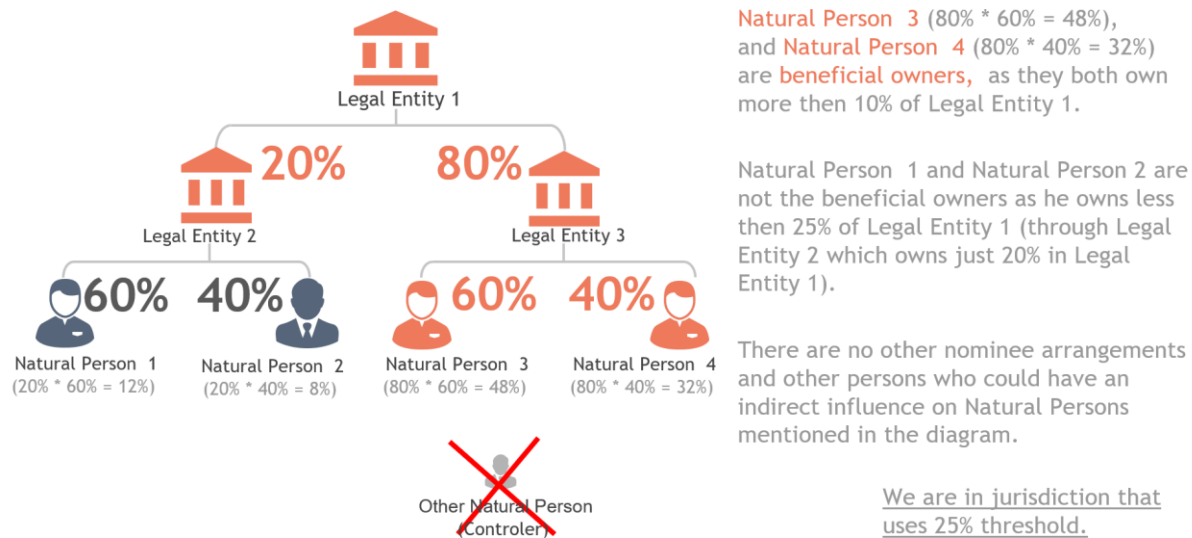 Legal Entity 1
20%
80%
Legal Entity 2
Legal Entity 3
60%
40%
60%
40%
Natural Person 1
(20% * 60% = 12%)
Natural Person 2
(20% * 40% = 8%)
Natural Person 3
(80% * 60% = 48%)
Natural Person 4
(80% * 40% = 32%)
Other Natural Person
(Controler)
Natural Person 3 (80% * 60% = 48%),
and Natural Person 4 (80% * 40% = 32%)
are beneficial owners, as they both own
more then 10% of Legal Entity 1.
Natural Person 1 and Natural Person 2 are
not the beneficial owners as he owns less
then 25% of Legal Entity 1 (through Legal
Entity 2 which owns just 20% in Legal
Entity 1).
There are no other nominee arrangements
and other persons who could have an
indirect influence on Natural Persons
mentioned in the diagram.
We are in jurisdiction that
uses 25% threshold.